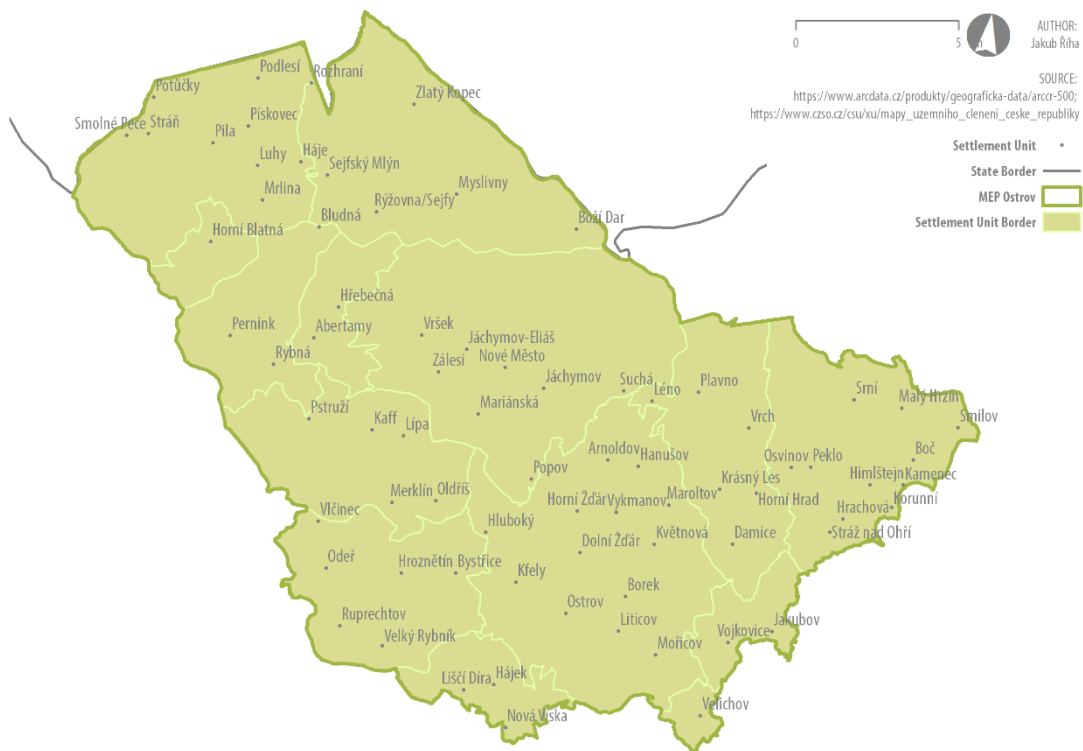 0
5
AUTHOR:
Jakub Říha
SOURCE:
https://www.arcdata.cz/produkty/geograficka-data/arccr-500;
https://www.czso.cz/csu/xu/mapy_uzemniho_cleneni_ceske_republiky
Settlement Unit
State Border
MEP Ostrov
Settlement Unit Border
Podlesí
Rozhraní
Potůčky
Zlatý Kopec
Smolné Pece
Stráň
Pískovec
Pila
Luhy
Háje
Sejfský Mlýn
Mrlina
Rýžovna/Sejfy
Myslivny
Horní Blatná
Bludná
Boží Dar
Hřebečná
Pernink
Abertamy
Vršek
Jáchymov-Eliáš
Rybná
Zálesí
Nové Město
Jáchymov
Suchá
Léno
Plavno
Srní
Malý Hrzín
Mariánská
Pstruží
Kaff
Lípa
Vrch
Smilov
Arnoldov
Hanušov
Popov
Osvinov
Peklo
Boč
Himlštejn
Kamenec
Krásný Les
Merklín
Oldřiš
Horní Žďár
Vykmanov
Maroltov
Horní Hrad
Hrachová
Korunní
Vlčinec
Hluboký
Dolní Žďár
Květnová
Damice
Stráž nad Ohří
Odeř
Hroznětín
Bystřice
Kfely
Borek
Ostrov
Ruprechtov
Velký Rybník
Liticov
Mořicov
Vojkovice
Jakubov
Liščí Díra
Hájek
Nová Víska
Velichov